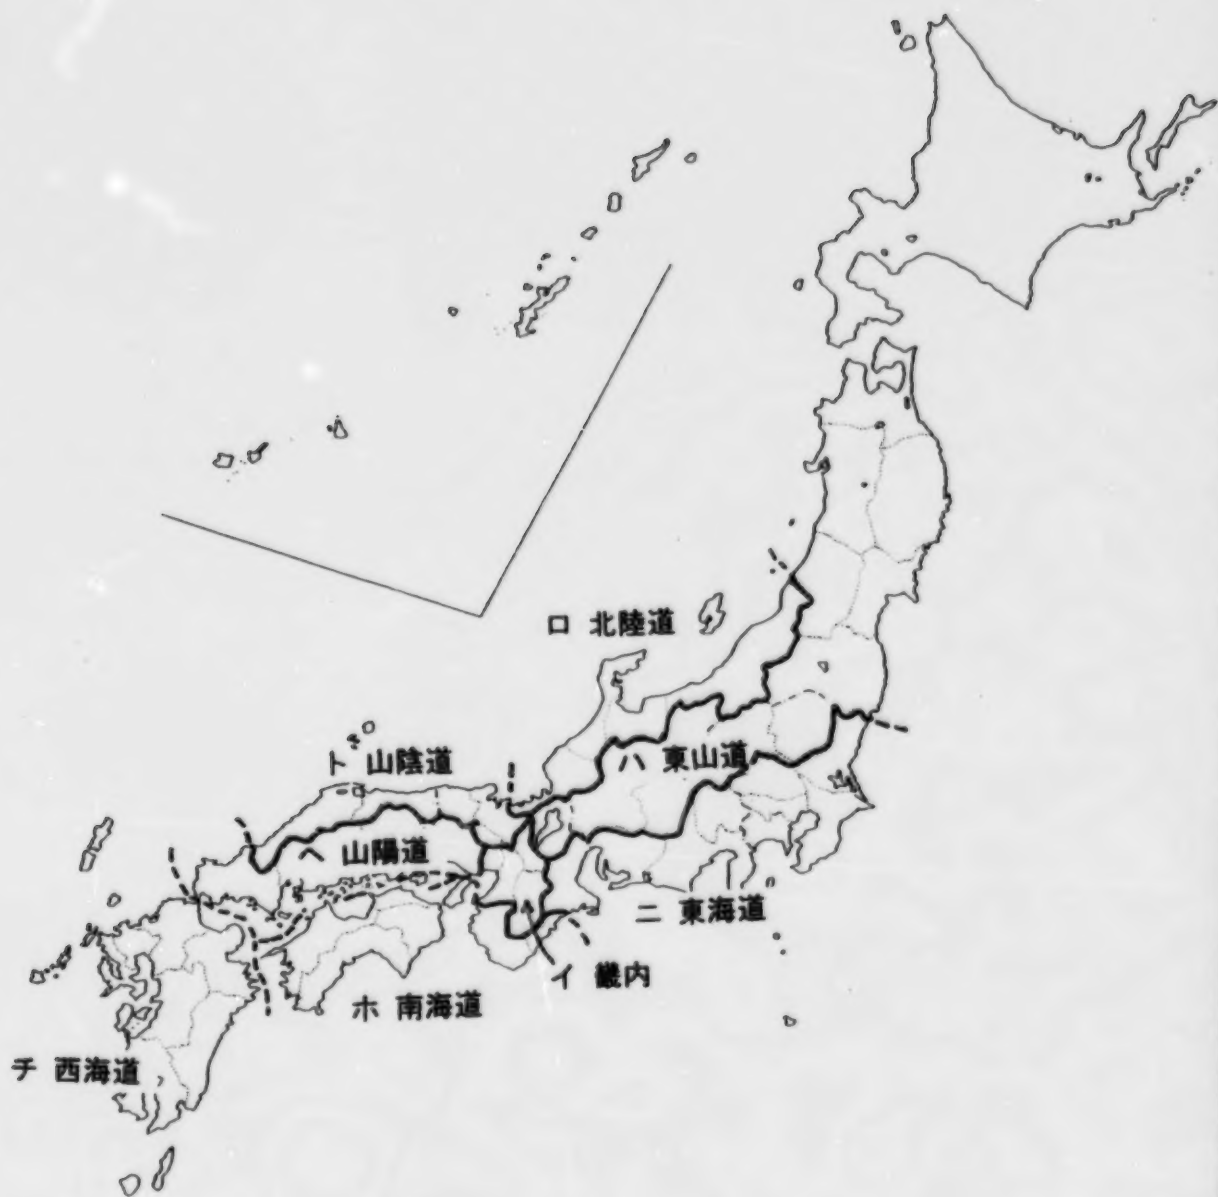 ロ 北陸道
ハ 東山道
ト 山陰道
ヘ 山陽道
ニ 東海道
イ 畿内
ホ 南海道
チ 西海道